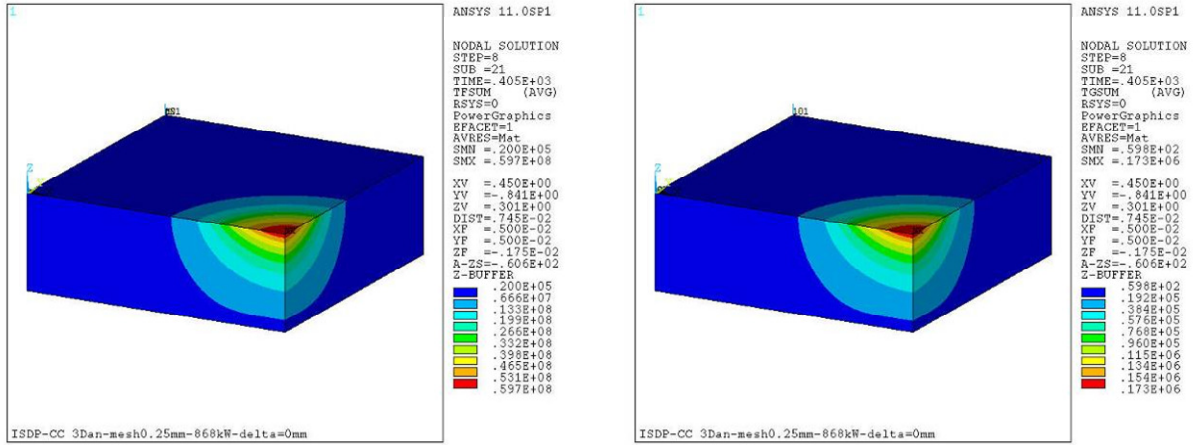 1
ANSYS 11.0SP1
NODAL SOLUTION
STEP=8
SUB =21
TIME=.405E+03
TFSUM (AVG)
RSYS=0
PowerGraphics
EFACET=1
AVRES=Mat
SMN =.200E+05
SMX =.597E+08
XV =.450E+00
YV =-.841E+00
ZV =.301E+00
DIST=.745E-02
XF =.500E-02
YF =.500E-02
ZF =-.175E-02
A-ZS=-.606E+02
Z-BUFFER
.200E+05
.666E+07
.133E+08
.199E+08
.266E+08
.332E+08
.398E+08
.465E+08
.531E+08
.597E+08
Z
ISDP-CC 3Dan-mesh0.25mm-868kW-delta=0mm
1
ANSYS 11.0SP1
NODAL SOLUTION
STEP=8
SUB =21
TIME=.405E+03
TGSUM (AVG)
RSYS=0
PowerGraphics
EFACET=1
AVRES=Mat
SMN =.598E+02
SMX =.173E+06
XV =.450E+00
YV =-.841E+00
ZV =.301E+00
DIST=.745E-02
XF =.500E-02
YF =.500E-02
ZF =-.175E-02
A-ZS=-.606E+02
Z-BUFFER
.598E+02
.192E+05
.384E+05
.576E+05
.768E+05
.960E+05
.115E+06
.134E+06
.154E+06
.173E+06
101
Z
ISDP-CC 3Dan-mesh0.25mm-868kW-delta=0mm